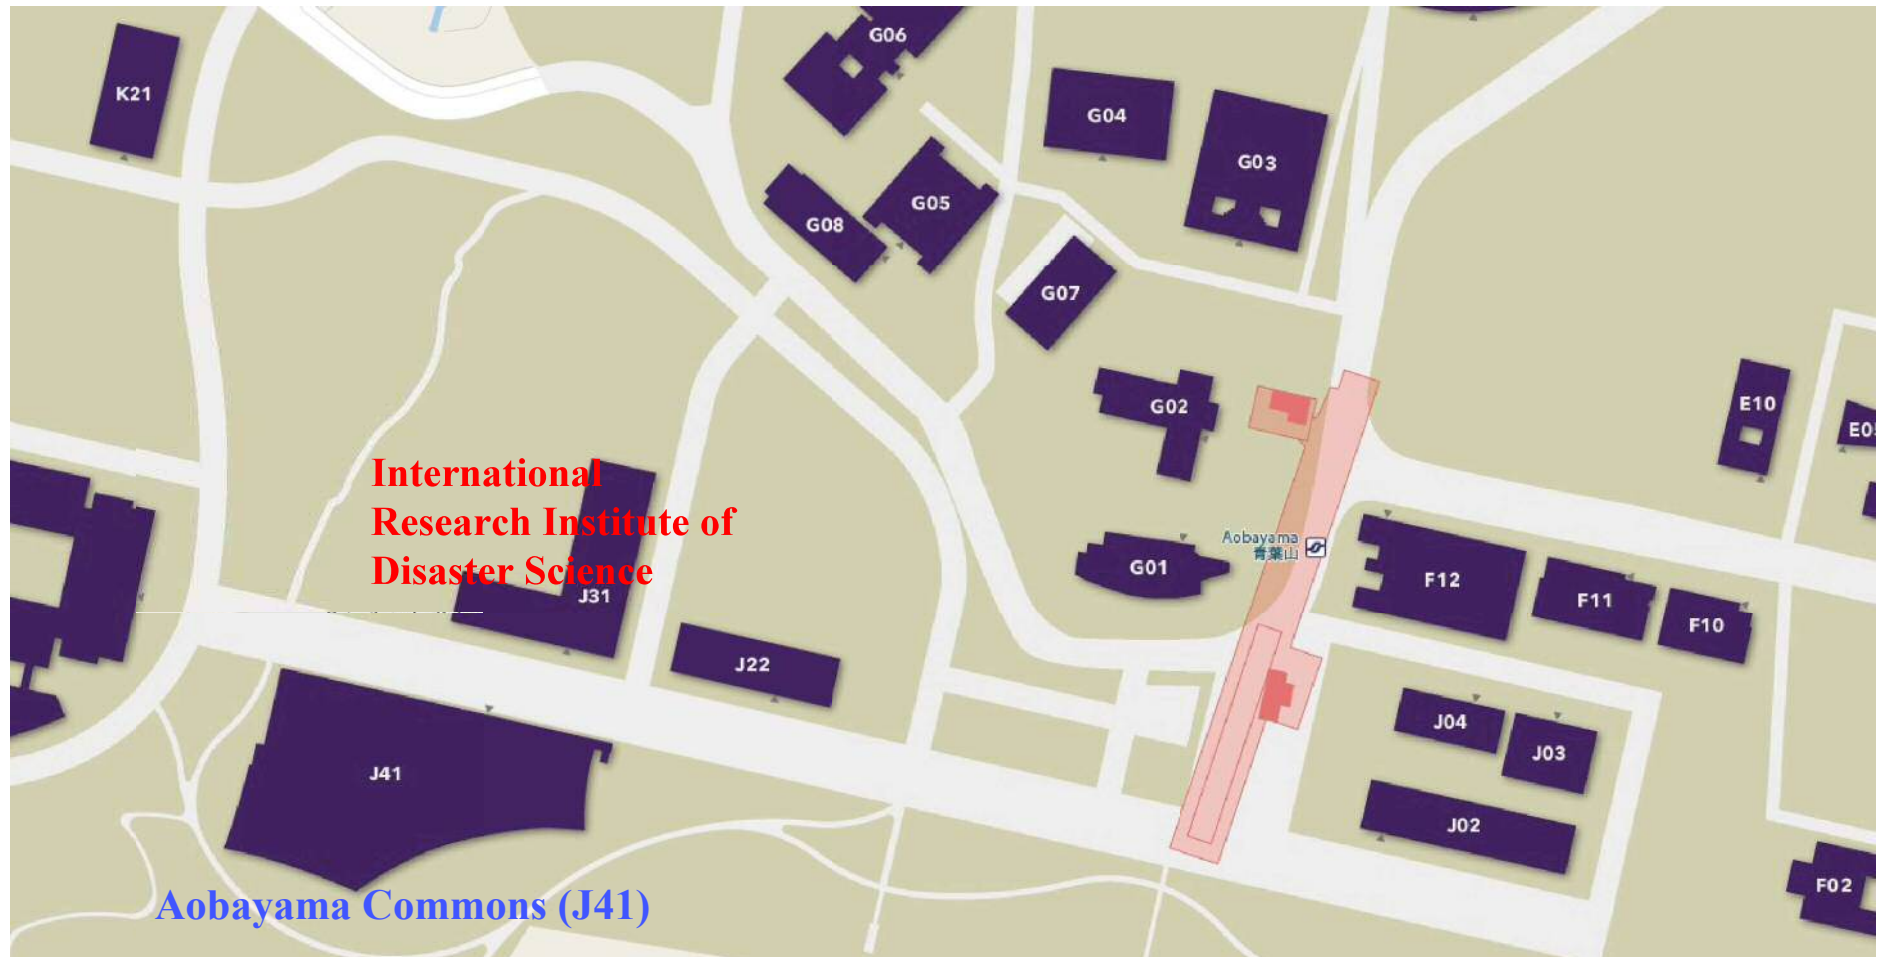 G06
K21
G04
G03
G05
G08
G07
G02
E10
International
Research Institute of
Disaster Science
Aobayama
青葉山
G01
F12
J31
F11
F10
J22
J04
J03
J41
J02
F02
Aobayama Commons (J41)